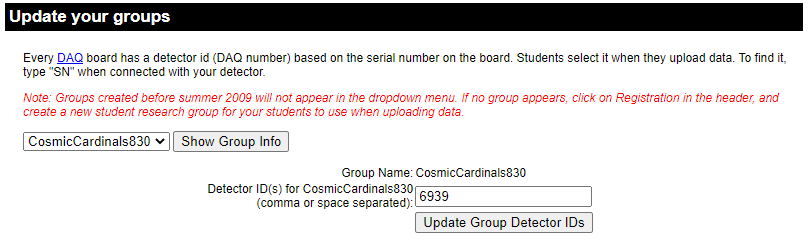 Update your groups
Every DAQ board has a detector id (DAQ number) based on the serial number on the board. Students select it when they upload data. To find it,
type "SN" when connected with your detector.
Note: Groups created before summer 2009 will not appear in the dropdown menu. If no group appears, click on Registration in the header, and
create a new student research group for your students to use when uploading data.
CosmicCardinals830 Show Group Info
Group Name: CosmicCardinals830
Detector ID(s) for CosmicCardinals830
(comma or space separated): 6939
Update Group Detector IDs